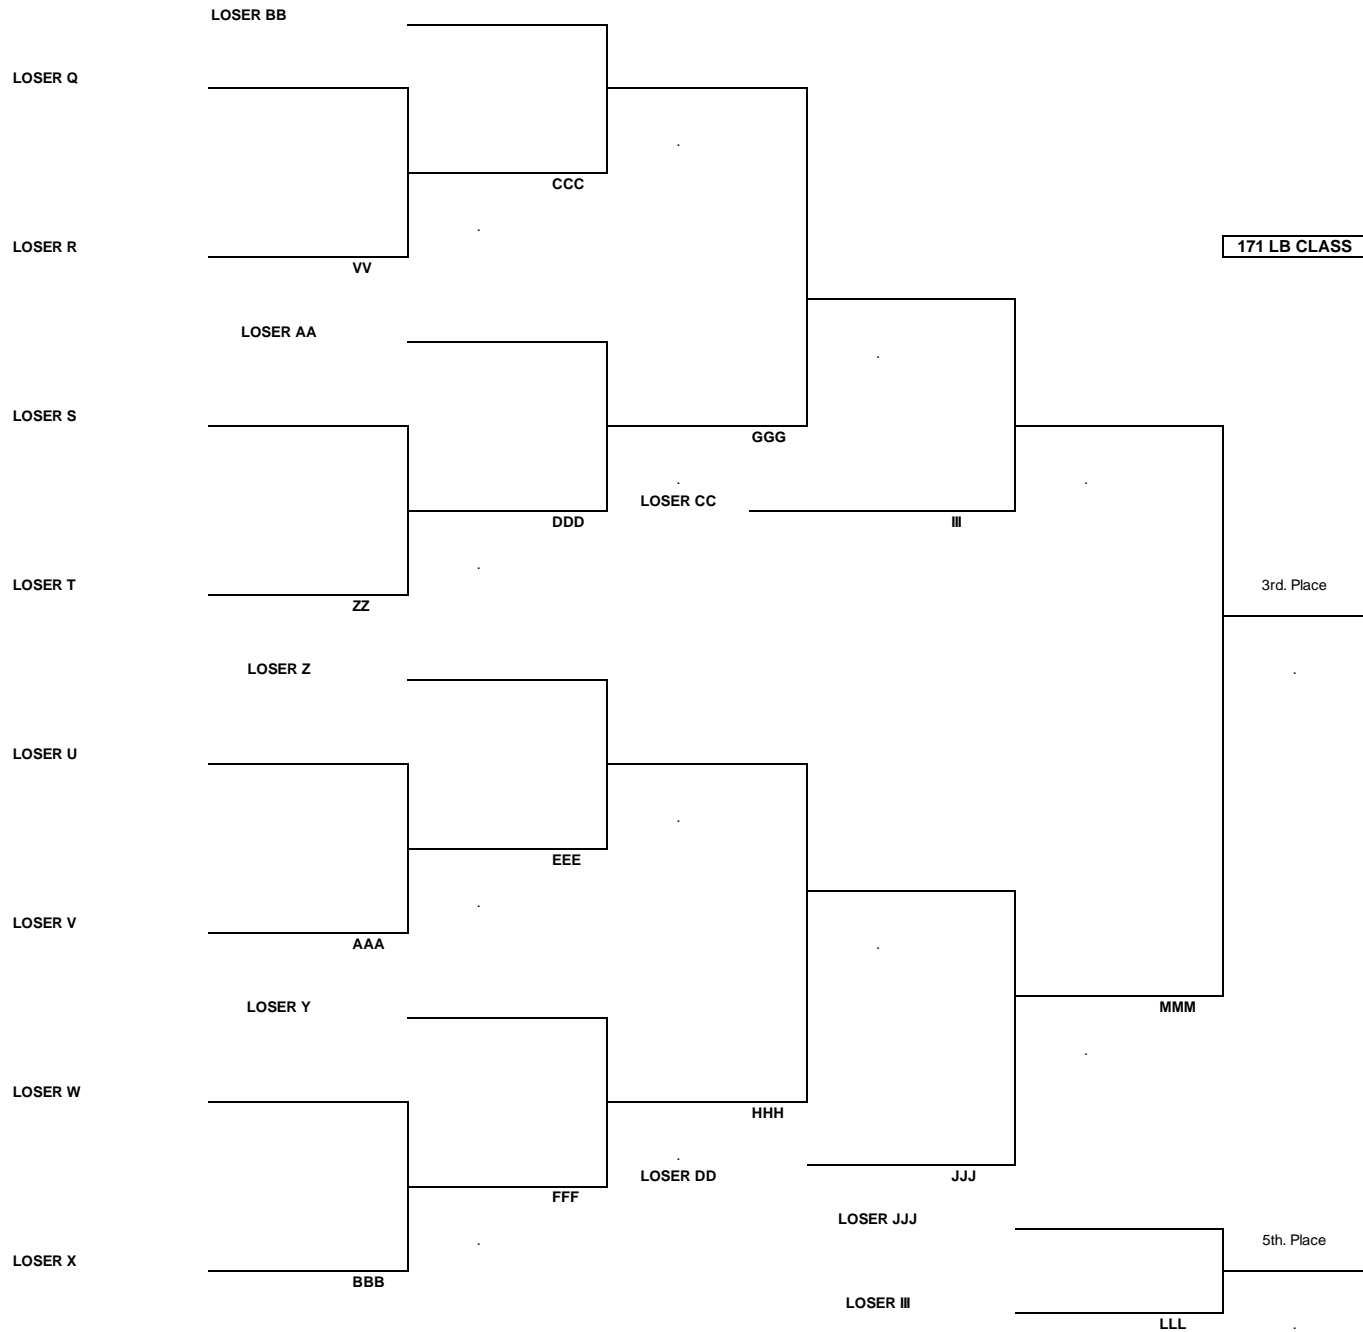 LOSER BB
LOSER Q
CCC
LOSER R
171 LB CLASS
VV
LOSER AA
LOSER S
GGG
LOSER CC
DDD
III
LOSER T
3rd. Place
ZZ
LOSER Z
LOSER U
EEE
LOSER V
AAA
LOSER Y
MMM
LOSER W
HHH
LOSER DD
JJJ
FFF
LOSER JJJ
5th. Place
LOSER X
BBB
LOSER III
LLL